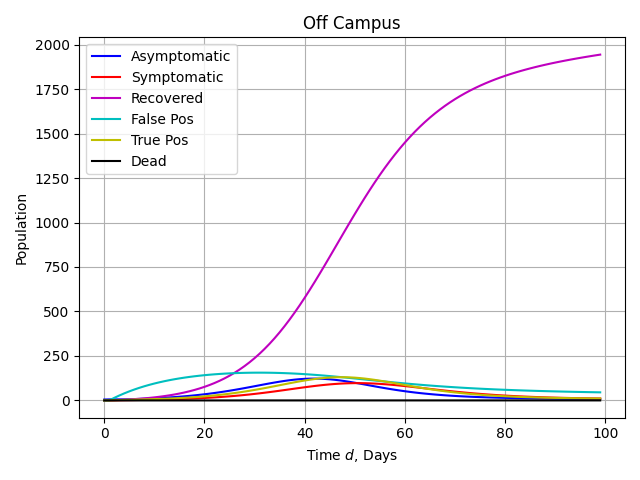 Off Campus
2000
1750
1500
1250
1000
750
500
250
0
Population
Asymptomatic
Symptomatic
Recovered
False Pos
True Pos
Dead
0 20 40 60 80 100
Time d, Days